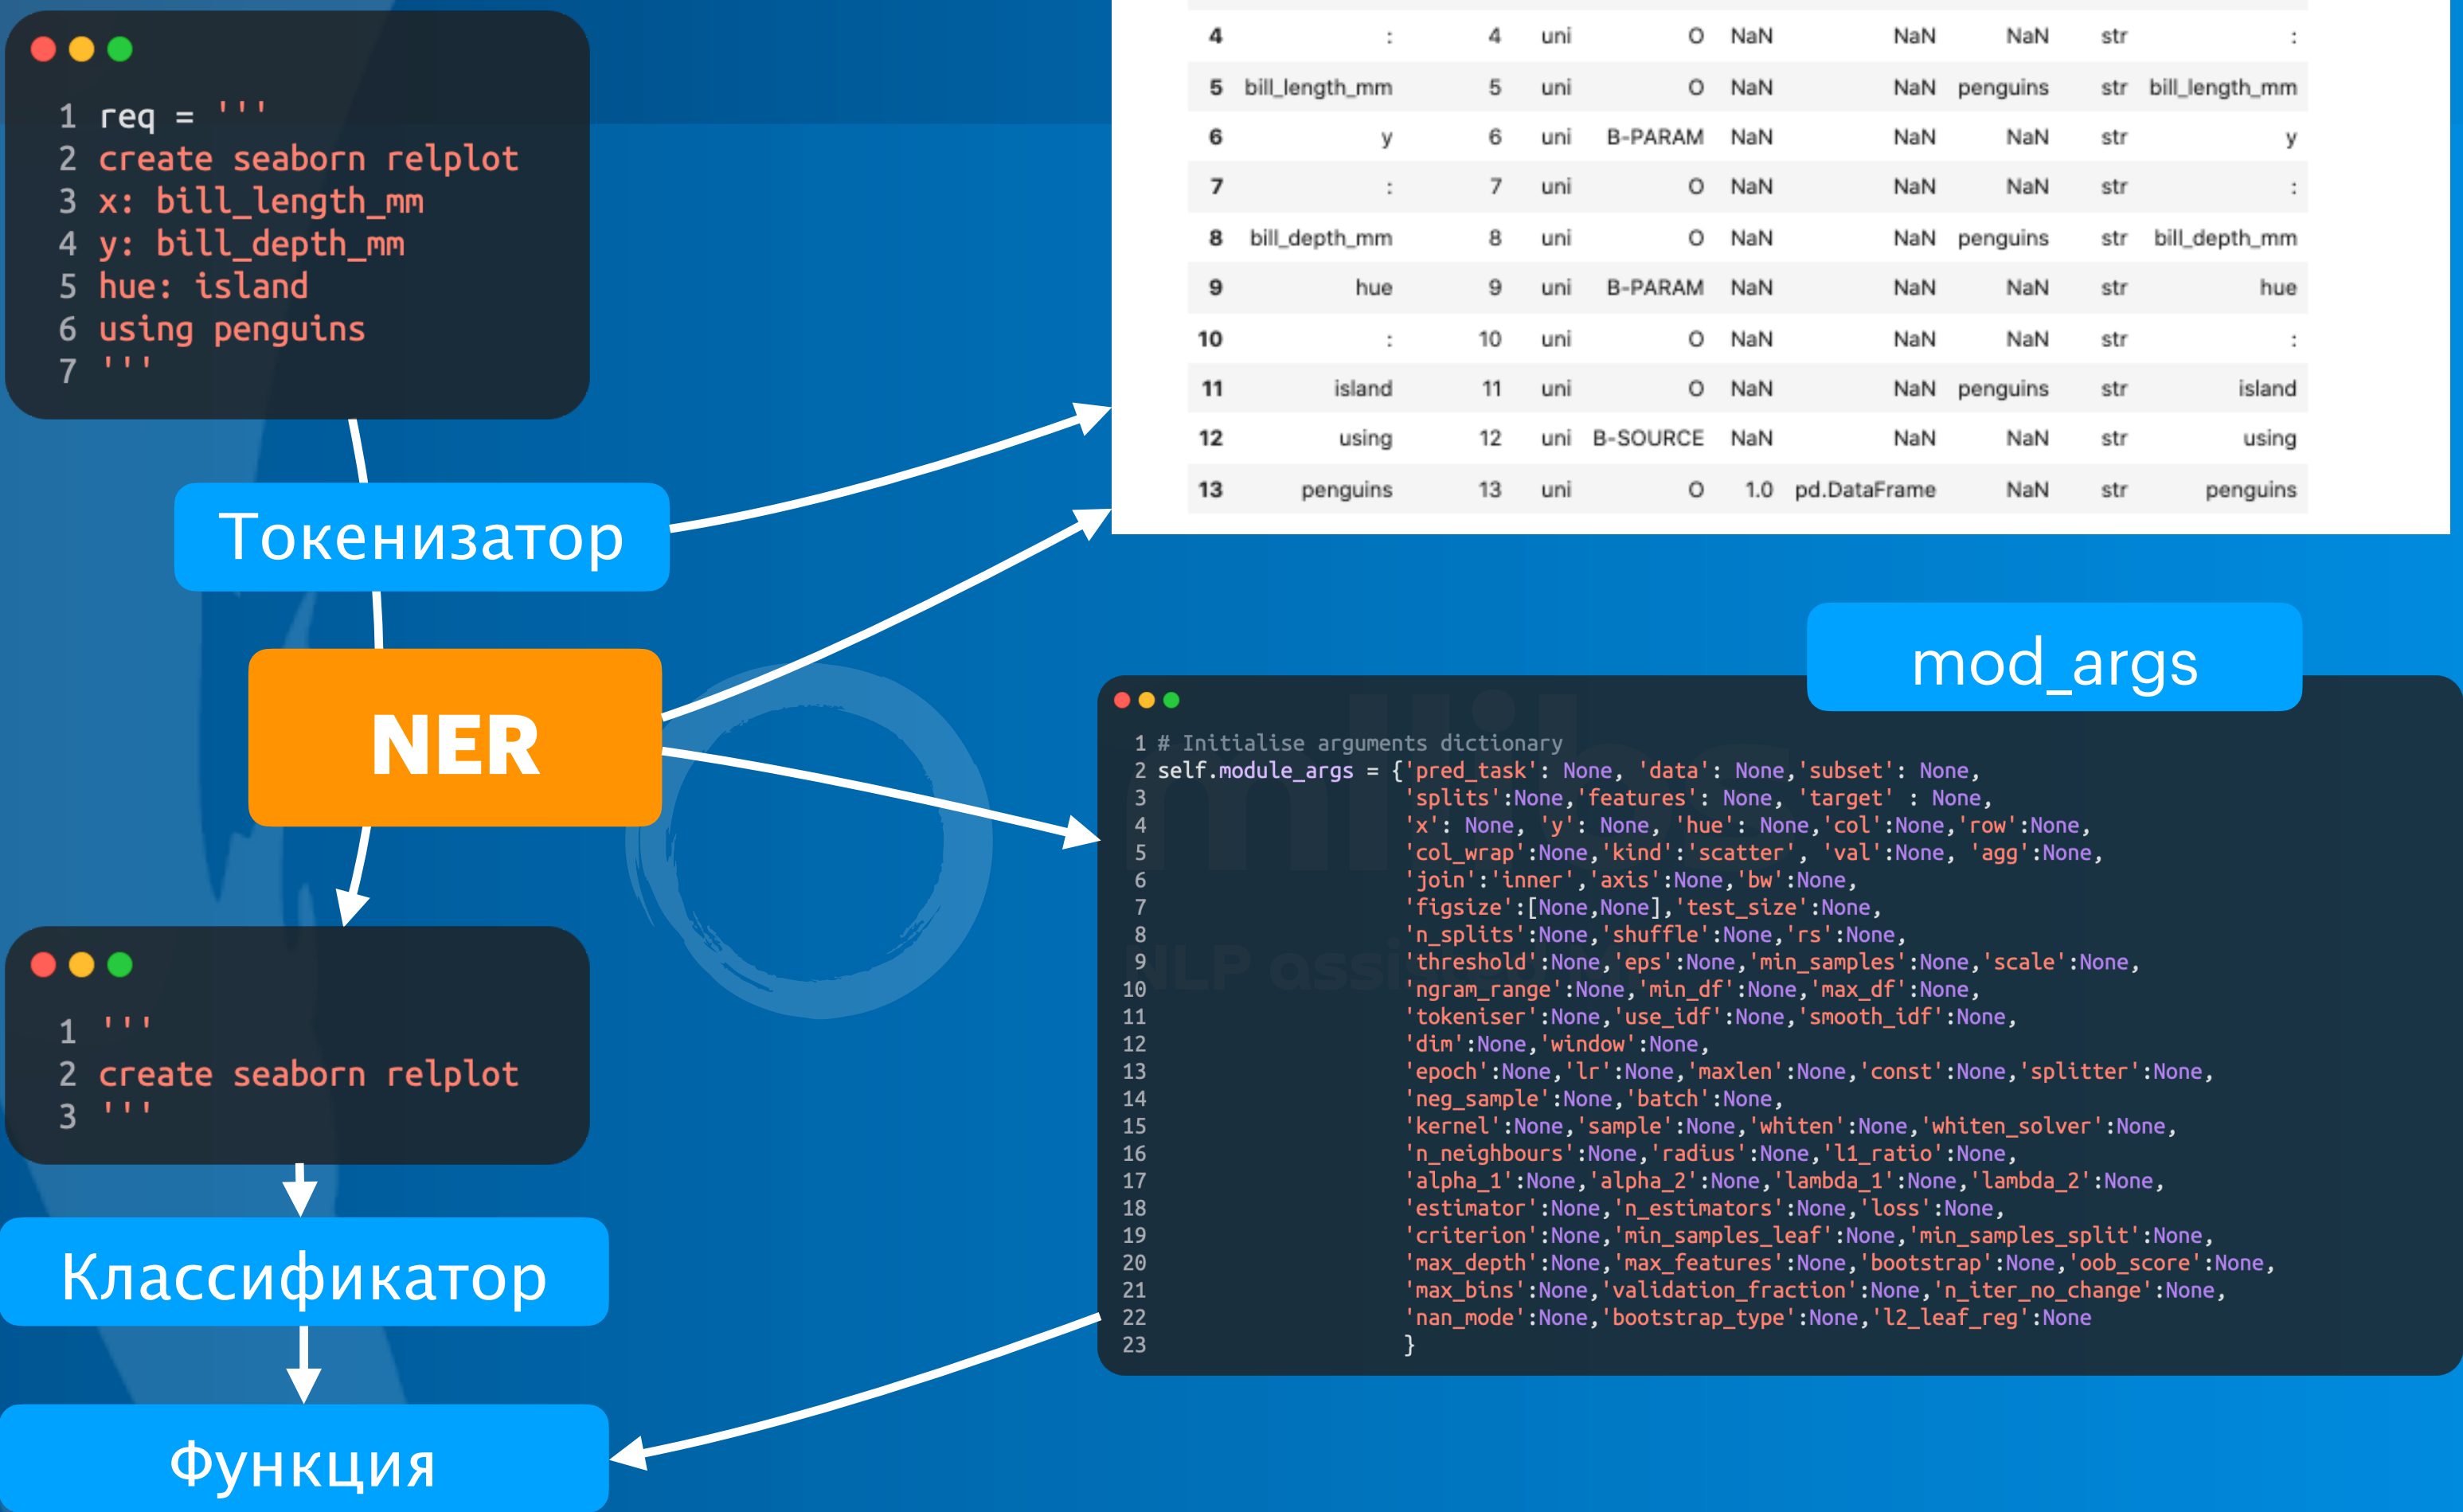 1 req = '''
2 create seaborn relplot
3 x: bill_length_mm
4 y: bill_depth_mm
5 hue: island
6 using penguins
7 '''
4 : 4 uni O NaN NaN NaN str :
5 bill_length_mm 5 uni O NaN NaN penguins str bill_length_mm
6 y 6 uni B-PARAM NaN NaN NaN str y
7 : 7 uni O NaN NaN NaN str :
8 bill_depth_mm 8 uni O NaN NaN penguins str bill_depth_mm
9 hue 9 uni B-PARAM NaN NaN NaN str hue
10 : 10 uni O NaN NaN NaN str :
11 island 11 uni O NaN NaN penguins str island
12 using 12 uni B-SOURCE NaN NaN NaN str using
13 penguins 13 uni O 1.0 pd.DataFrame NaN str penguins
Токенизатор
NER
mod_args
1 # Initialise arguments dictionary
2 self.module_args = {'pred_task': None, 'data': None,'subset': None,
3 'splits':None,'features': None, 'target' : None,
4 'x': None, 'y': None, 'hue': None,'col':None,'row':None,
5 'col_wrap':None,'kind':'scatter', 'val':None, 'agg':None,
6 'join':'inner','axis':None,'bw':None,
7 'figsize':[None,None],'test_size':None,
8 'n_splits':None,'shuffle':None,'rs':None,
9 'threshold':None,'eps':None,'min_samples':None,'scale':None,
10 'ngram_range':None,'min_df':None,'max_df':None,
11 'tokeniser':None,'use_idf':None,'smooth_idf':None,
12 'dim':None,'window':None,
13 'epoch':None,'lr':None,'maxlen':None,'const':None,'splitter':None,
14 'neg_sample':None,'batch':None,
15 'kernel':None,'sample':None,'whiten':None,'whiten_solver':None,
16 'n_neighbours':None,'radius':None,'l1_ratio':None,
17 'alpha_1':None,'alpha_2':None,'lambda_1':None,'lambda_2':None,
18 'estimator':None,'n_estimators':None,'loss':None,
19 'criterion':None,'min_samples_leaf':None,'min_samples_split':None,
20 'max_depth':None,'max_features':None,'bootstrap':None,'oob_score':None,
21 'max_bins':None,'validation_fraction':None,'n_iter_no_change':None,
22 'nan_mode':None,'bootstrap_type':None,'l2_leaf_reg':None
23 }
1 '''
2 create seaborn relplot
3 '''
Классификатор
Функция